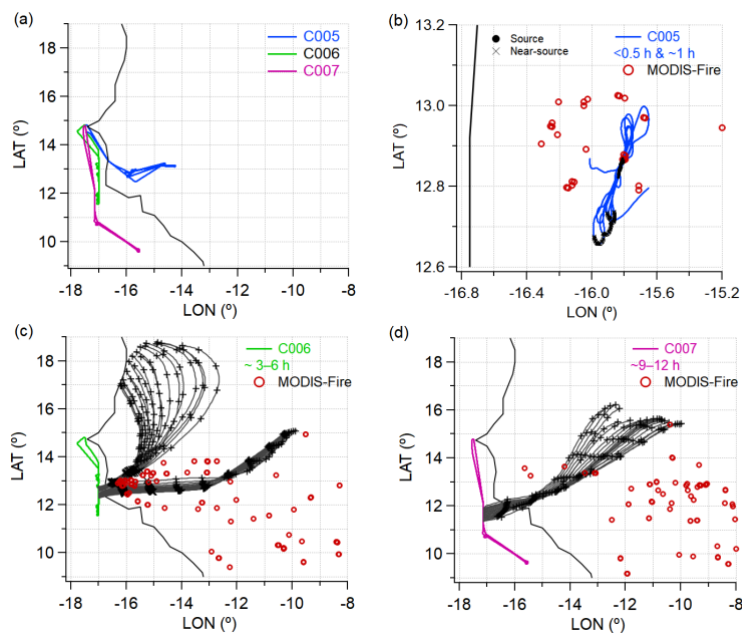 (a)
18
16
14
12
10
LAT (º)
C005
C006
C007
-18 -16 -14 -12 -10 -8
LON (º)
(b)
13.2
13.0
12.8
12.6
LAT (º)
Source
Near-source
C005
<0.5 h & ~1 h
MODIS-Fire
-16.8 -16.4 -16.0 -15.6 -15.2
LON (º)
(c)
18
16
14
12
10
LAT (º)
C006
~ 3–6 h
MODIS-Fire
-18 -16 -14 -12 -10 -8
LON (º)
(d)
18
16
14
12
10
LAT (º)
C007
~9–12 h
MODIS-Fire
-18 -16 -14 -12 -10 -8
LON (º)